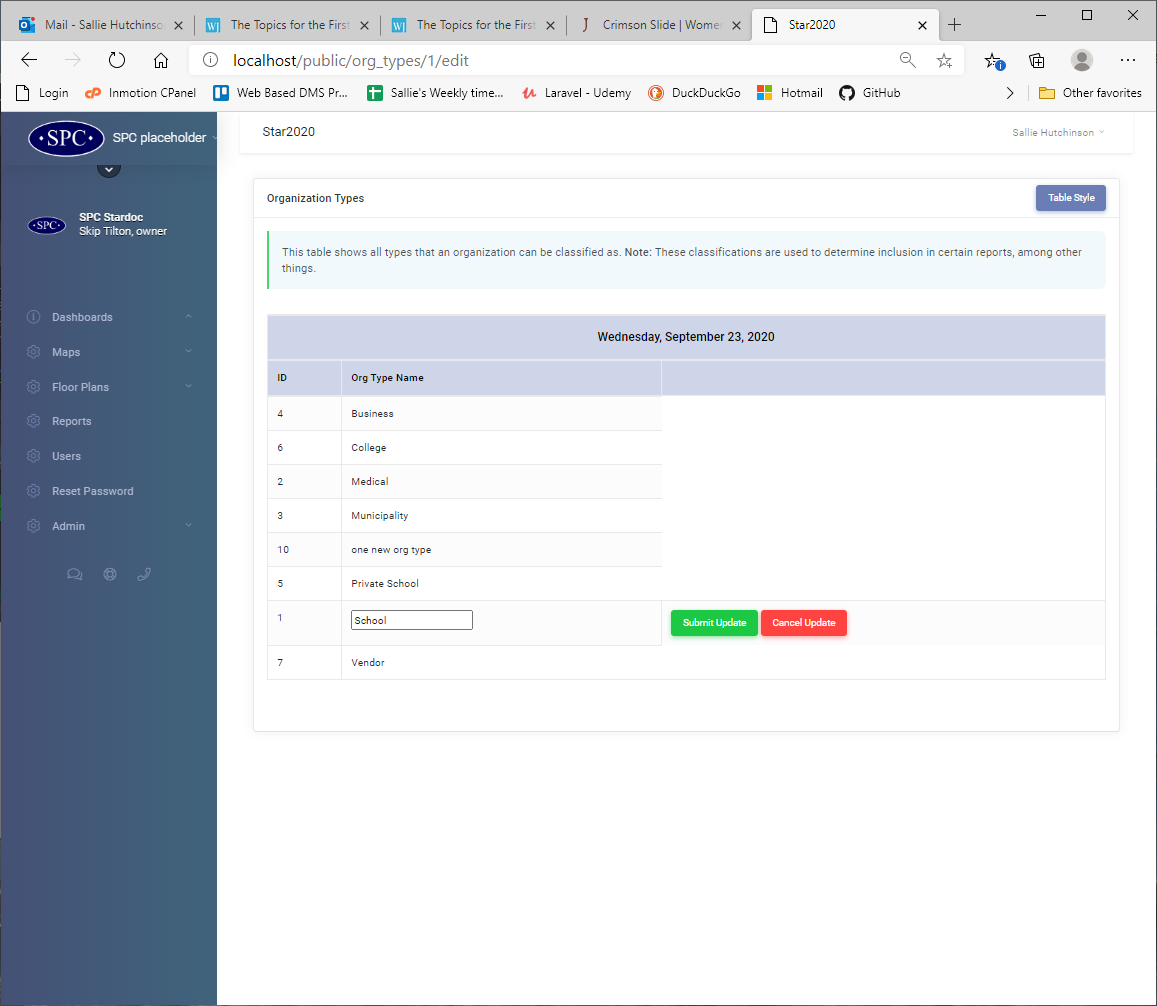 Mail - Sallie Hutchinso
The Topics for the First
The Topics for the First
Crimson Slide | Wome
Star2020
localhost/public/org_types/1/edit
Login
Inmotion CPanel
Web Based DMS Pr...
Sallie's Weekly time...
Laravel - Udemy
DuckDuckGo
Hotmail
GitHub
Other favorites
SPC
SPC placeholder
Star2020
Sallie Hutchinson
SPC
SPC Stardoc
Skip Tilton, owner
Dashboards
Maps
Floor Plans
Reports
Users
Reset Password
Admin
Organization Types
Table Style
This table shows all types that an organization can be classified as. Note: These classifications are used to determine inclusion in certain reports, among other
things.
Wednesday, September 23, 2020
ID Org Type Name
4 Business
6 College
2 Medical
3 Municipality
10 one new org type
5 Private School
1 School Submit Update Cancel Update
7 Vendor